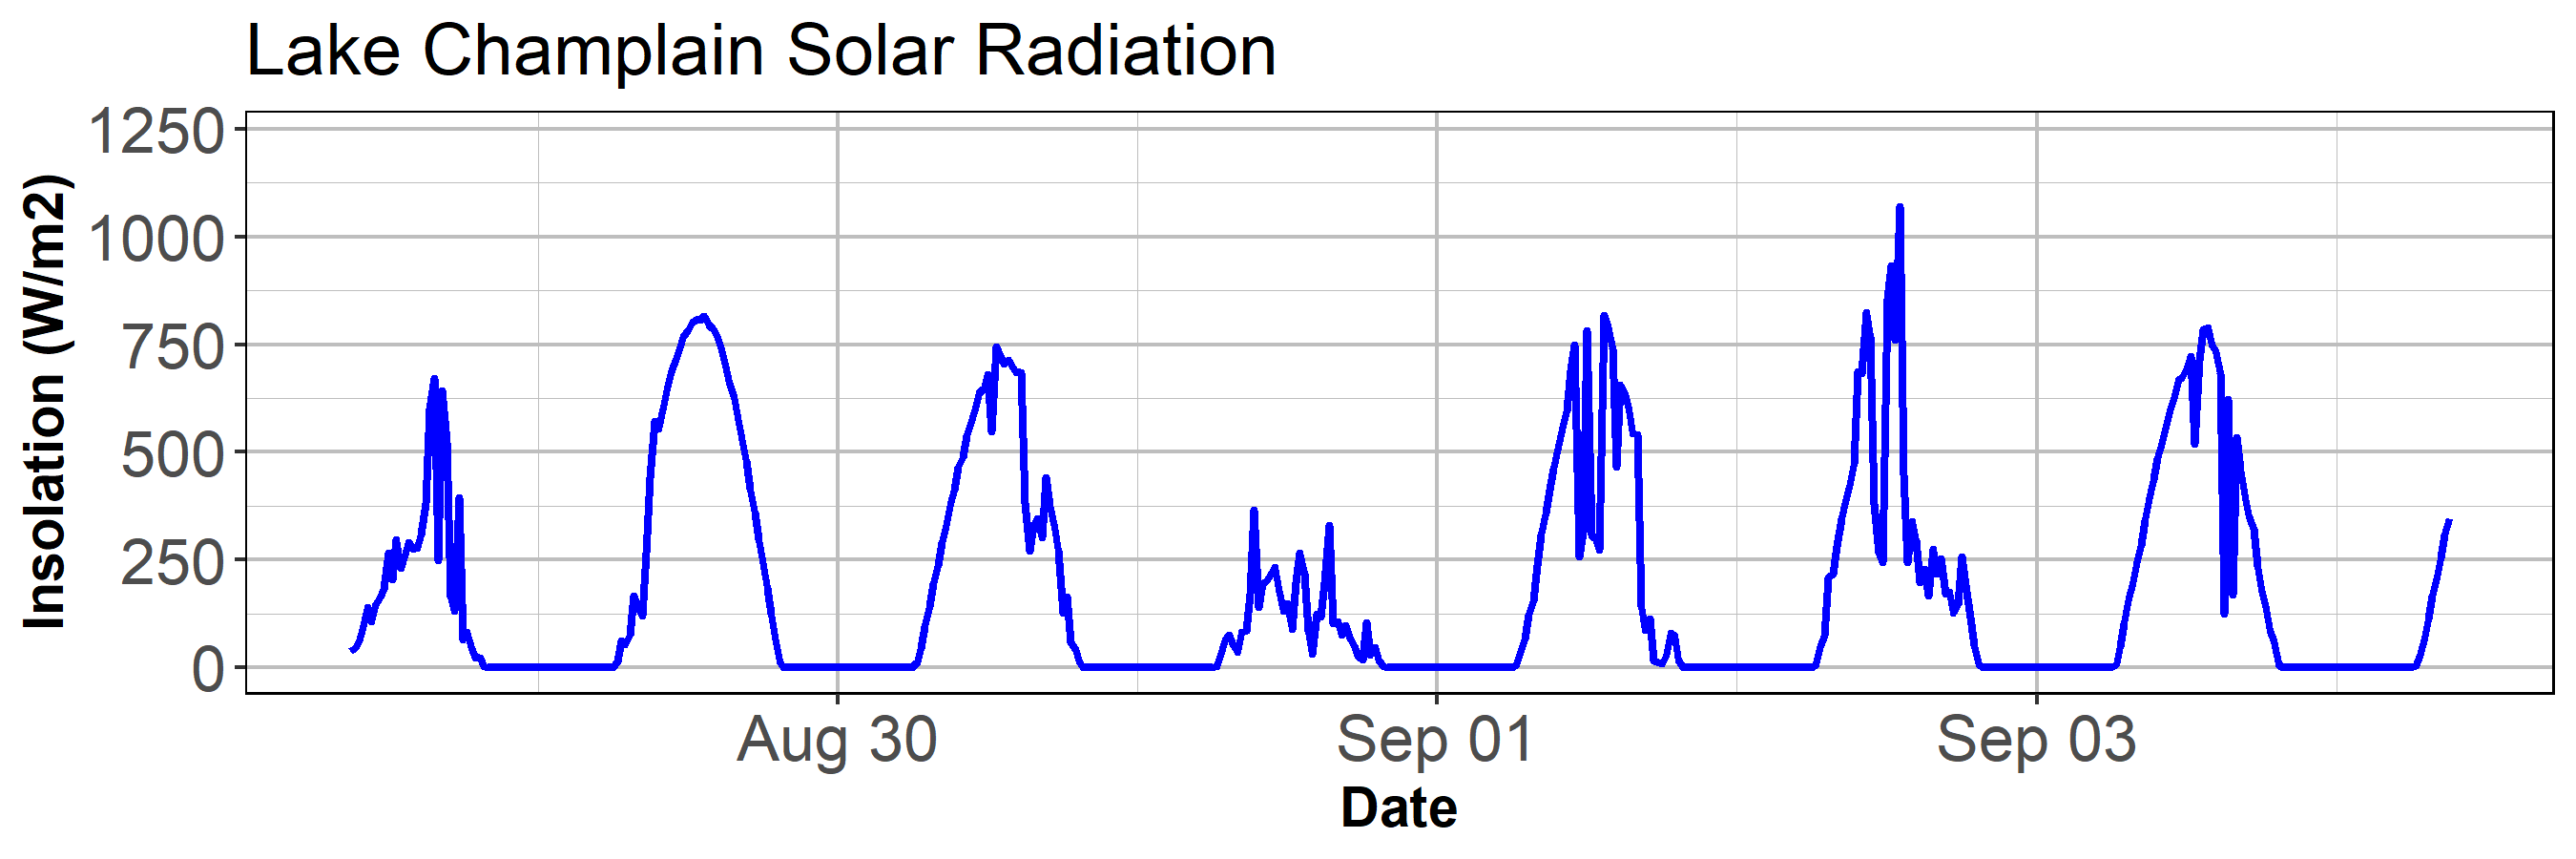 Lake Champlain Solar Radiation
1250
1000
750
500
250
0
Insolation (W/m2)
Aug 30
Sep 01
Sep 03
Date